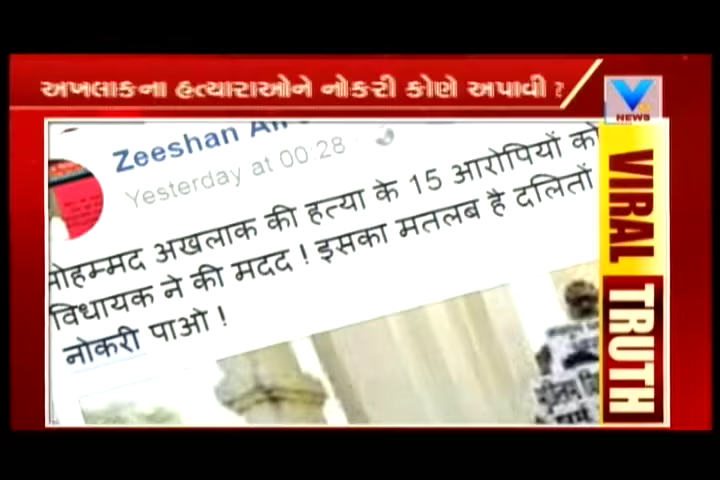 અખલાકના હત્યારાઓને નોકરી કોણે અપાવી ?
V
NEWS
Zeeshan
Yesterday at 00:28
मोहम्मद अखलाक की हत्या के 15 आरोपियों को
विधायक ने की मदद ! इसका मतलब है दलितों
नोकरी पाओ !
VIRAL
TRUTH